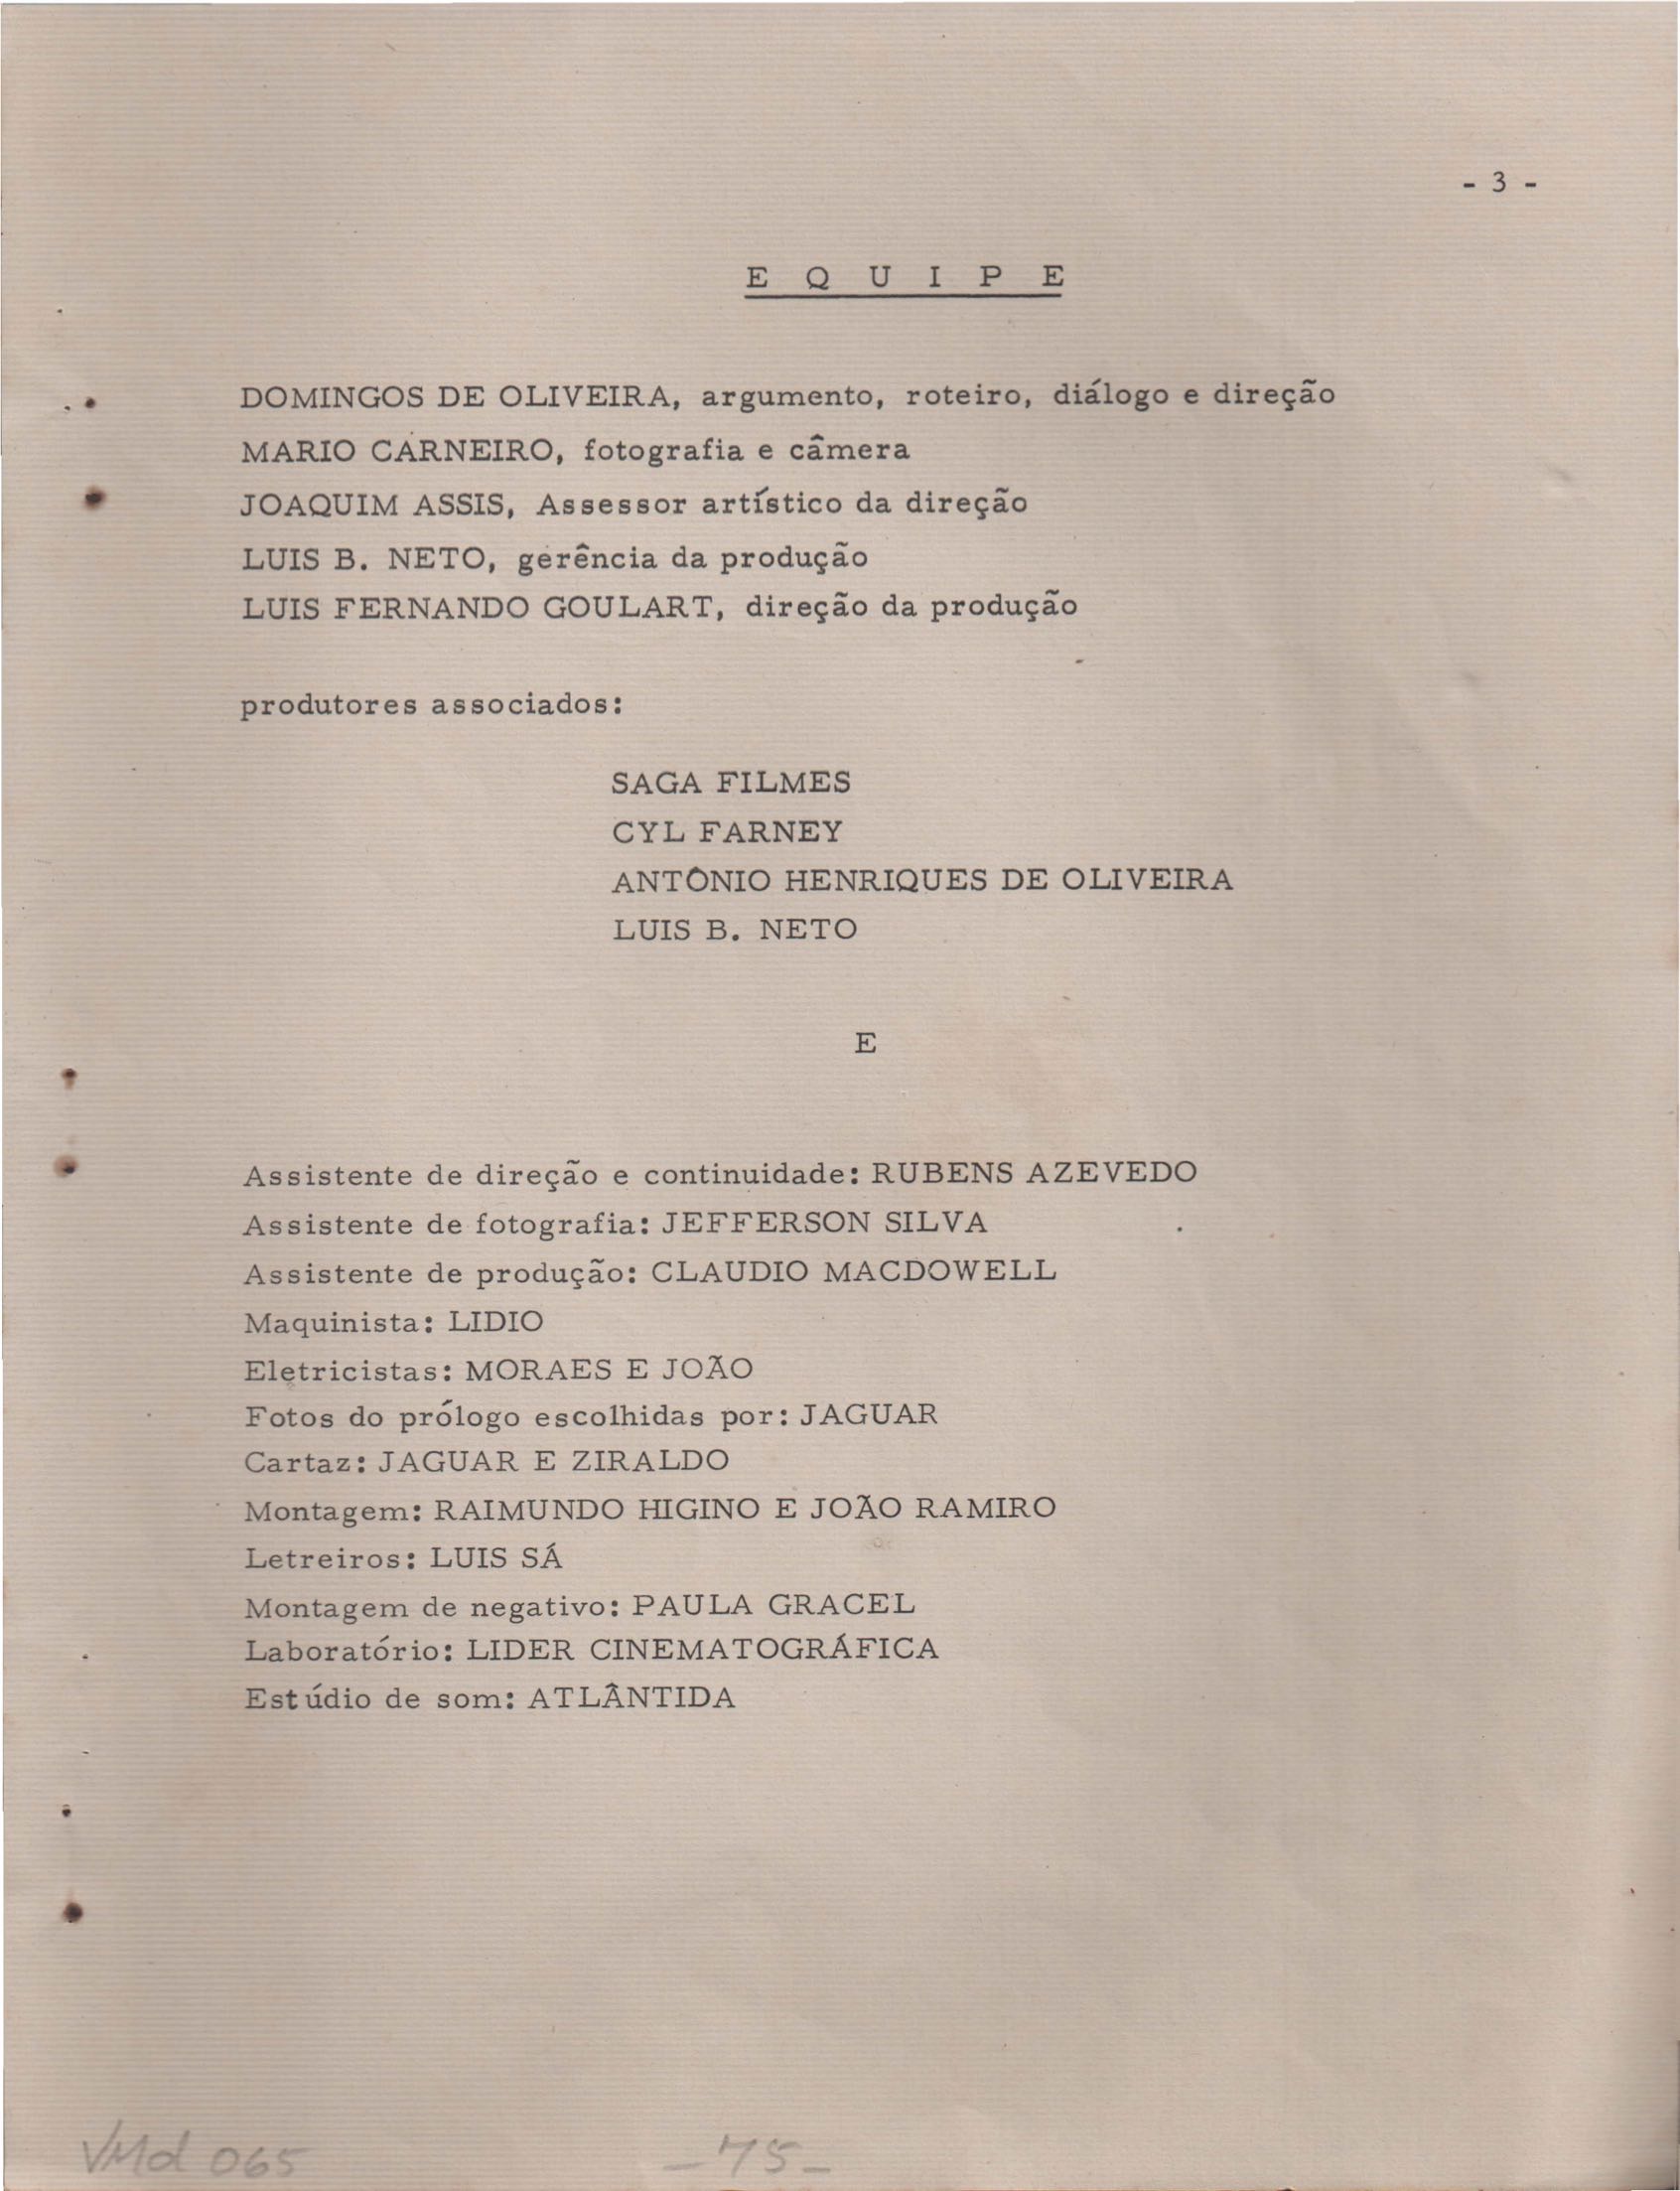 - 3 -
E Q U I P E
DOMINGOS DE OLIVEIRA, argumento, roteiro, diálogo e direção
MARIO CARNEIRO, fotografia e câmera
JOAQUIM ASSIS, Assessor artístico da direção
LUIS B. NETO, gerência da produção
LUIS FERNANDO GOULART, direção da produção
produtores associados:
SAGA FILMES
CYL FARNEY
ANTÔNIO HENRIQUES DE OLIVEIRA
LUIS B. NETO
E
Assistente de direção e continuidade: RUBENS AZEVEDO
Assistente de fotografia: JEFFERSON SILVA
Assistente de produção: CLAUDIO MACDOWELL
Maquinista: LIDIO
Eletricistas: MORAES E JOÃO
Fotos do prólogo escolhidas por: JAGUAR
Cartaz: JAGUAR E ZIRALDO
Montagem: RAIMUNDO HIGINO E JOÃO RAMIRO
Letreiros: LUIS SÁ
Montagem de negativo: PAULA GRACEL
Laboratório: LIDER CINEMATOGRÁFICA
Estúdio de som: ATLÂNTIDA
VMd 065 - 75 -